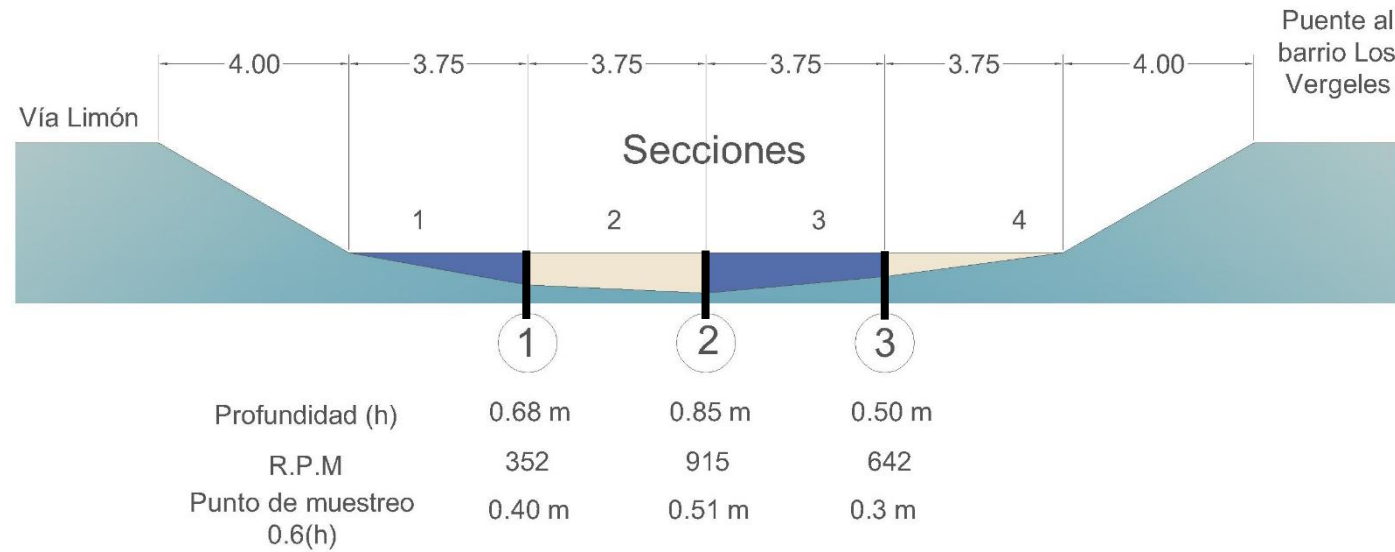 Puente al
barrio Los
Vergeles
4.00 3.75 3.75 3.75 3.75 4.00
Vía Limón
Secciones
1 2 3 4
1 2 3
Profundidad (h) 0.68 m 0.85 m 0.50 m
R.P.M 352 915 642
Punto de muestreo
0.6(h) 0.40 m 0.51 m 0.3 m